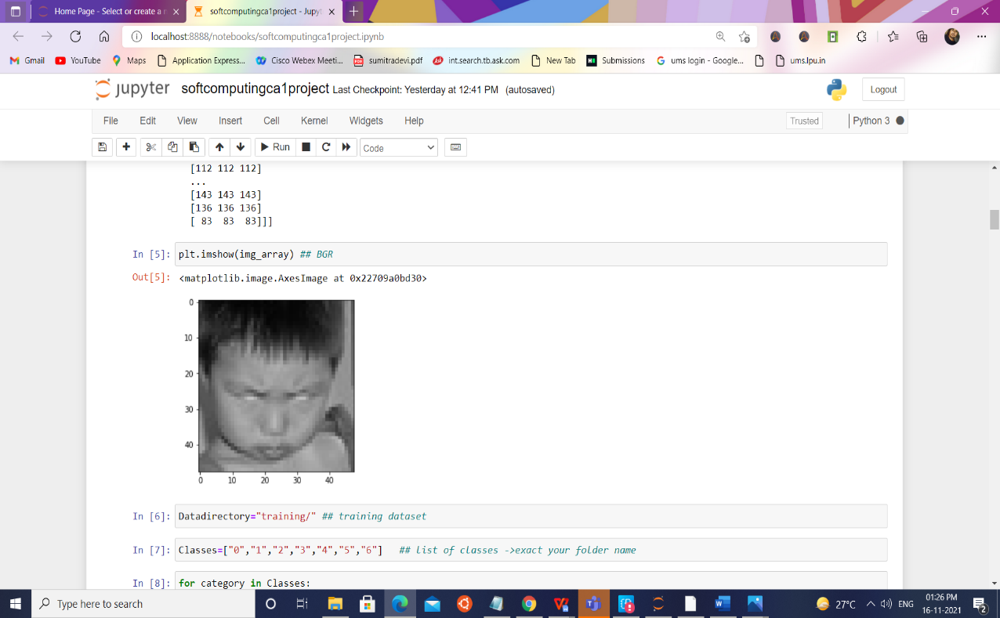 Home Page - Select or create a n
softcomputingca1project - Jupyt
localhost:8888/notebooks/softcomputingca1project.ipynb
Gmail YouTube Maps Application Express... Cisco Webex Meeti... sumitradevi.pdf int.search.tb.ask.com New Tab Submissions ums login - Google... ums.lpu.in
jupyter softcomputingca1project Last Checkpoint: Yesterday at 12:41 PM (autosaved) Logout
File Edit View Insert Cell Kernel Widgets Help Trusted Python 3
Run Code
[112 112 112]
...
[143 143 143]
[136 136 136]
[ 83 83 83]]]
In [5]: plt.imshow(img_array) ## BGR
Out[5]: <matplotlib.image.AxesImage at 0x22709a0bd30>
0
10
20
30
40
0 10 20 30 40
In [6]: Datadirectory="training/" ## training dataset
In [7]: Classes=["0","1","2","3","4","5","6"] ## list of classes ->exact your folder name
In [8]: for category in Classes:
Type here to search
27°C ENG
01:26 PM
16-11-2021
2